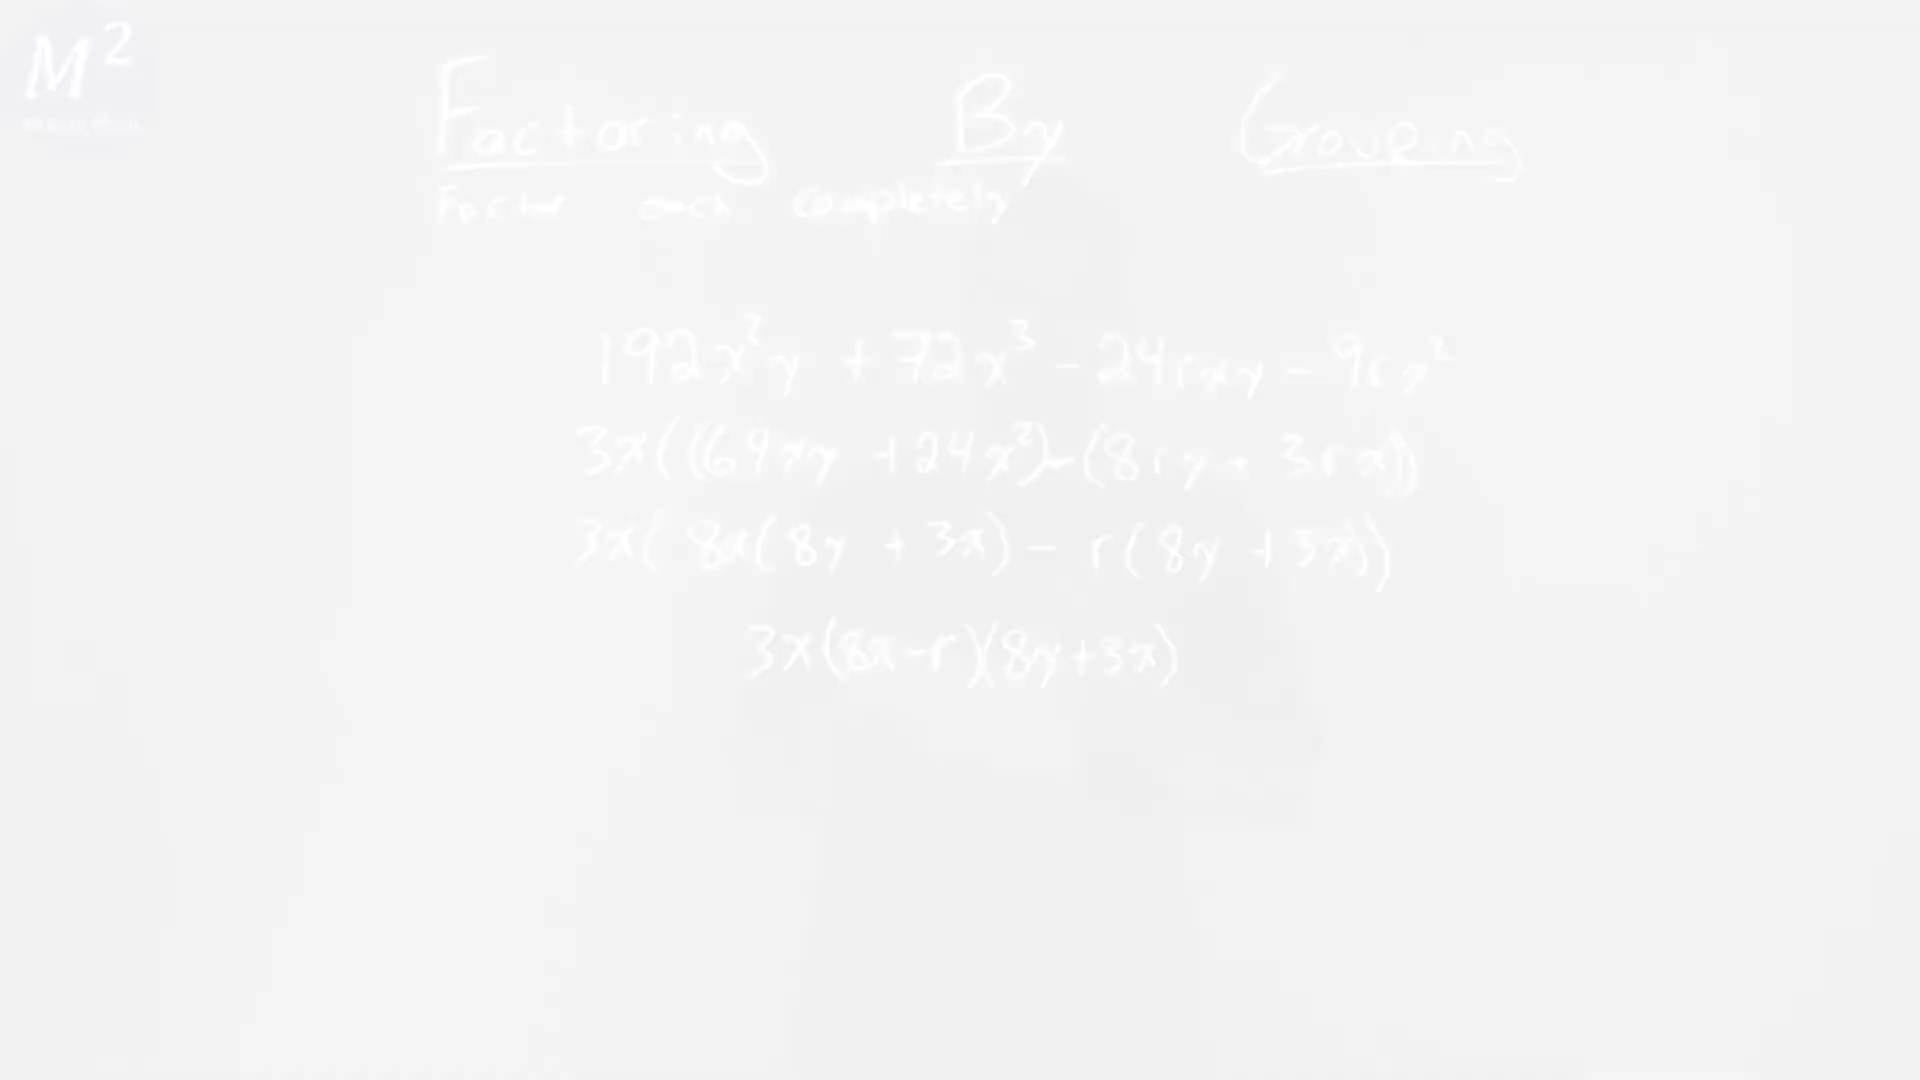 M²
Factoring By Grouping
Factor each completely
192x²y + 72x³ - 24rxy - 9rx²
3x((64xy + 24x²) - (8ry + 3rx))
3x( 8x(8y + 3x) - r(8y + 3x))
3x(8x-r)(8y+3x)